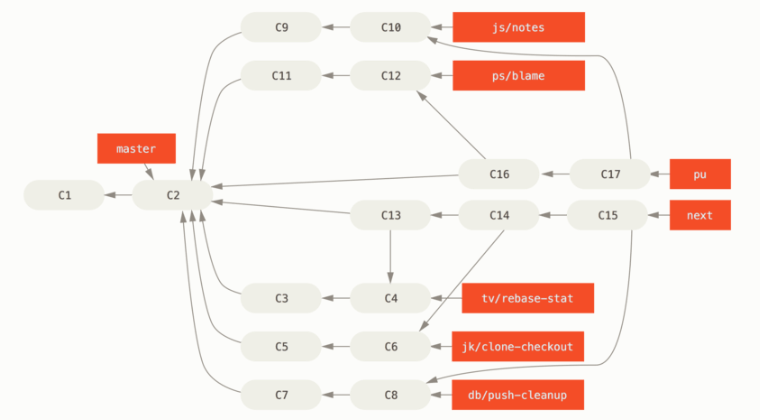 C9
C10
js/notes
C11
C12
ps/blame
master
C16
C17
pu
C1
C2
C13
C14
C15
next
C3
C4
tv/rebase-stat
C5
C6
jk/clone-checkout
C7
C8
db/push-cleanup